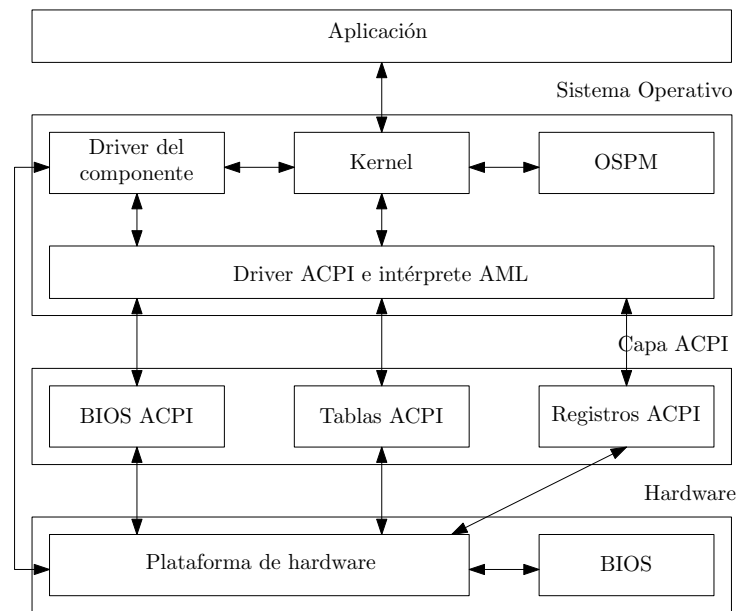 Aplicación
Sistema Operativo
Driver del
componente
Kernel
OSPM
Driver ACPI e intérprete AML
Capa ACPI
BIOS ACPI
Tablas ACPI
Registros ACPI
Hardware
Plataforma de hardware
BIOS